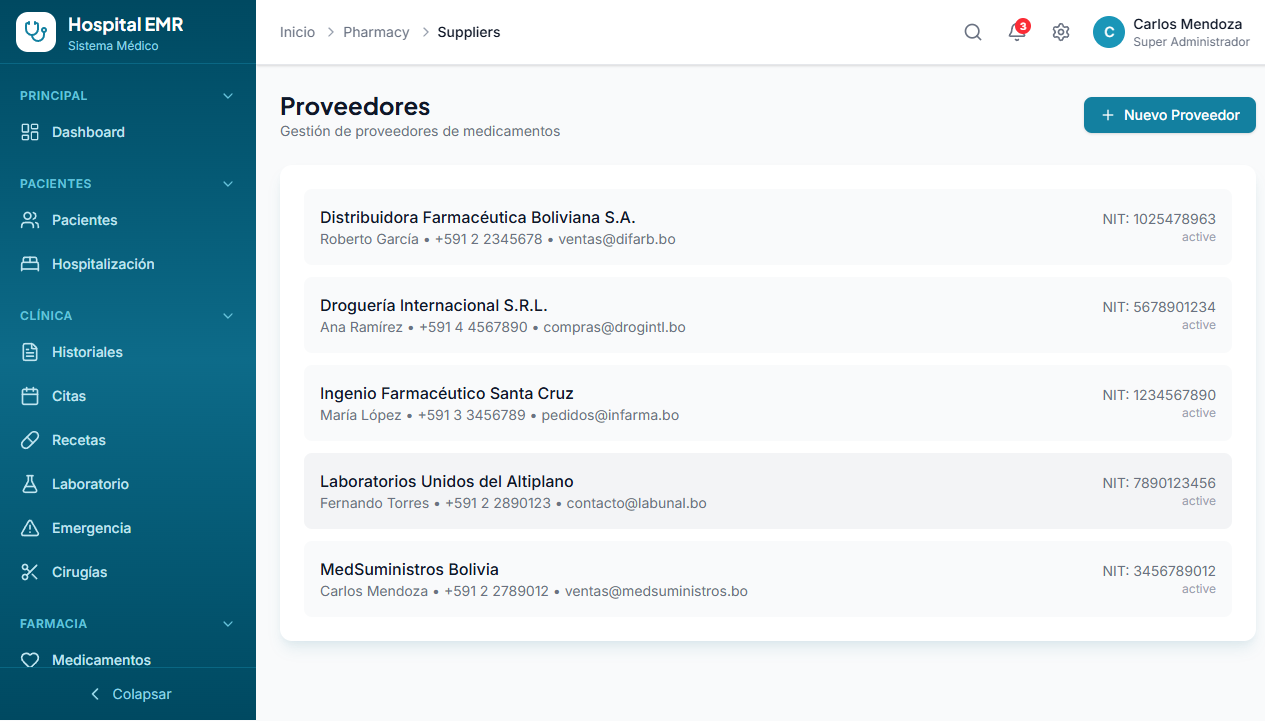 Hospital EMR
Sistema Médico
PRINCIPAL
Dashboard
PACIENTES
Pacientes
Hospitalización
CLÍNICA
Historiales
Citas
Recetas
Laboratorio
Emergencia
Cirugías
FARMACIA
Medicamentos
Colapsar
Inicio > Pharmacy > Suppliers
3
C
Carlos Mendoza
Super Administrador
Proveedores
Gestión de proveedores de medicamentos
+ Nuevo Proveedor
Distribuidora Farmacéutica Boliviana S.A.
Roberto García • +591 2 2345678 • ventas@difarb.bo
NIT: 1025478963
active
Droguería Internacional S.R.L.
Ana Ramírez • +591 4 4567890 • compras@drogintl.bo
NIT: 5678901234
active
Ingenio Farmacéutico Santa Cruz
María López • +591 3 3456789 • pedidos@infarma.bo
NIT: 1234567890
active
Laboratorios Unidos del Altiplano
Fernando Torres • +591 2 2890123 • contacto@labunal.bo
NIT: 7890123456
active
MedSuministros Bolivia
Carlos Mendoza • +591 2 2789012 • ventas@medsuministros.bo
NIT: 3456789012
active